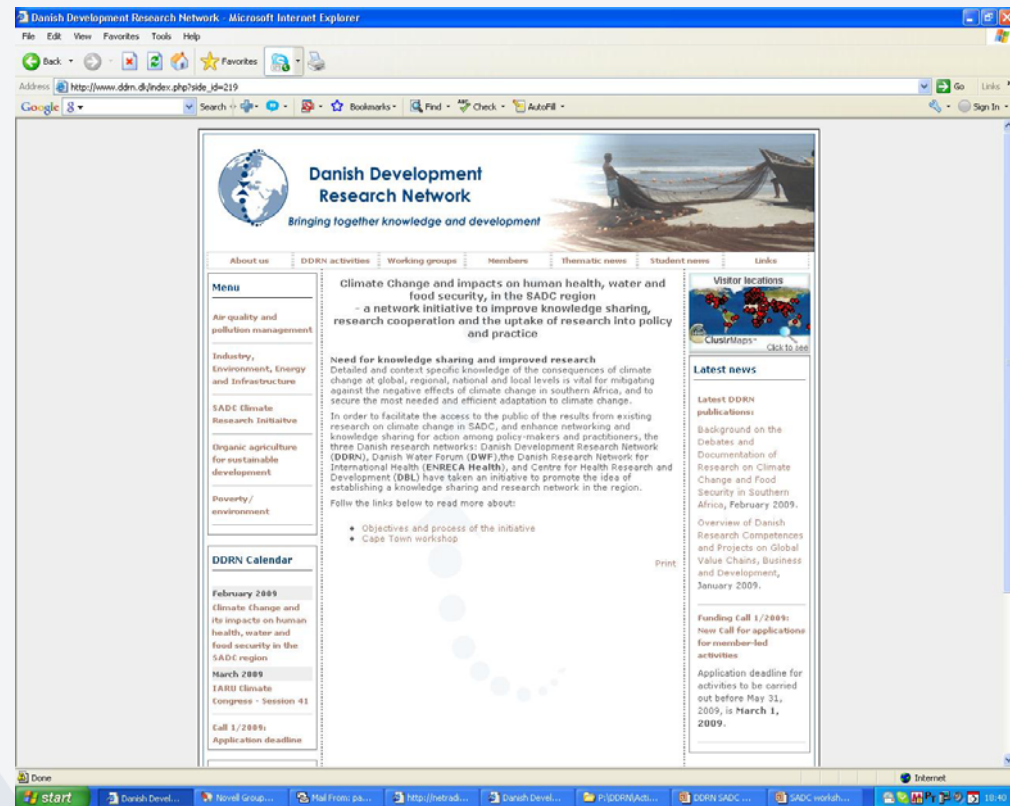 Danish Development Research Network - Microsoft Internet Explorer
File Edit View Favorites Tools Help
Back Favorites
Address http://www.ddrn.dk/index.php?side_id=219 Go Links
Google Search Bookmarks Find Check AutoFill Sign In
Danish Development
Research Network
Bringing together knowledge and development
About us DDRN activities Working groups Members Thematic news Student news Links
Menu
Air quality and
pollution management
Industry,
Environment, Energy
and Infrastructure
SADC Climate
Research Initiaitve
Organic agriculture
for sustainable
development
Poverty/
environment
DDRN Calendar
February 2009
Climate Change and
its impacts on human
health, water and
food security in the
SADC region
March 2009
IARU Climate
Congress - Session 41
Call 1/2009:
Application deadline
Climate Change and impacts on human health, water and
food security, in the SADC region
- a network initiative to improve knowledge sharing,
research cooperation and the uptake of research into policy
and practice
Need for knowledge sharing and improved research
Detailed and context specific knowledge of the consequences of climate
change at global, regional, national and local levels is vital for mitigating
against the negative effects of climate change in southern Africa, and to
secure the most needed and efficient adaptation to climate change.
In order to facilitate the access to the public of the results from existing
research on climate change in SADC, and enhance networking and
knowledge sharing for action among policy-makers and practitioners, the
three Danish research networks: Danish Development Research Network
(DDRN), Danish Water Forum (DWF),the Danish Research Network for
International Health (ENRECA Health), and Centre for Health Research and
Development (DBL) have taken an initiative to promote the idea of
establishing a knowledge sharing and research network in the region.
Follw the links below to read more about:
Objectives and process of the initiative
Cape Town workshop
Print
Visitor locations
ClustrMaps™
Click to see
Latest news
Latest DDRN
publications:
Background on the
Debates and
Documentation of
Research on Climate
Change and Food
Security in Southern
Africa, February 2009.
Overview of Danish
Research Competences
and Projects on Global
Value Chains, Business
and Development,
January 2009.
Funding Call 1/2009:
New Call for applications
for member-led
activities
Application deadline for
activities to be carried
out before May 31,
2009, is March 1,
2009.
Done Internet
start Danish Devel... Novell Group... Mail From: pa... http://netradi... Danish Devel... P:\DDRN\Acti... DDRN SADC ... SADC worksh... 10:40